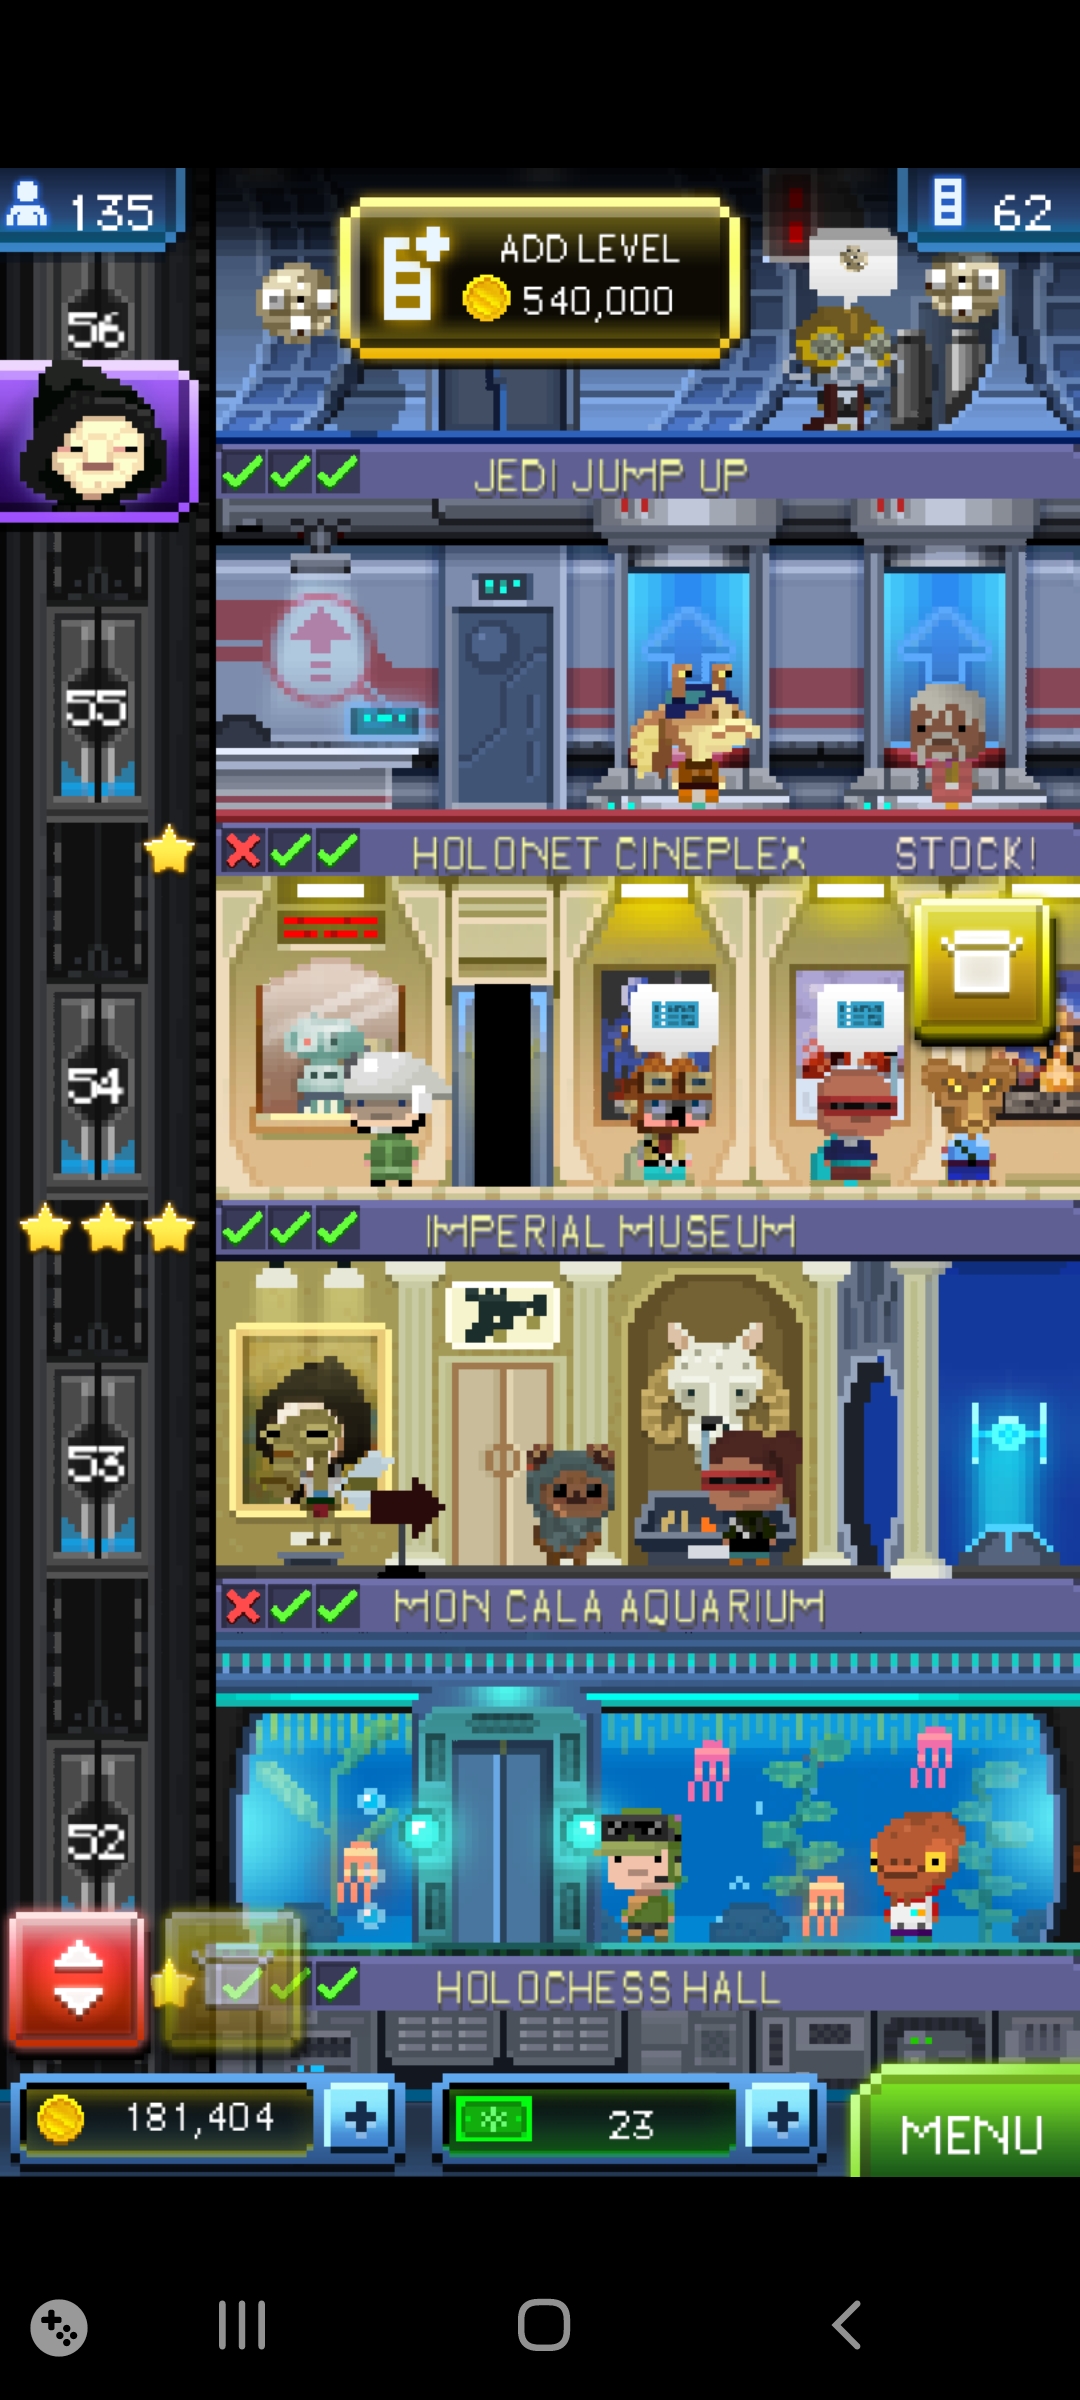 135
ADD LEVEL
540,000
62
56
JEDI JUMP UP
55
HOLONET CINEPLEX STOCK!
54
IMPERIAL MUSEUM
53
MON CALA AQUARIUM
52
HOLOCHESS HALL
181,404
23
MENU